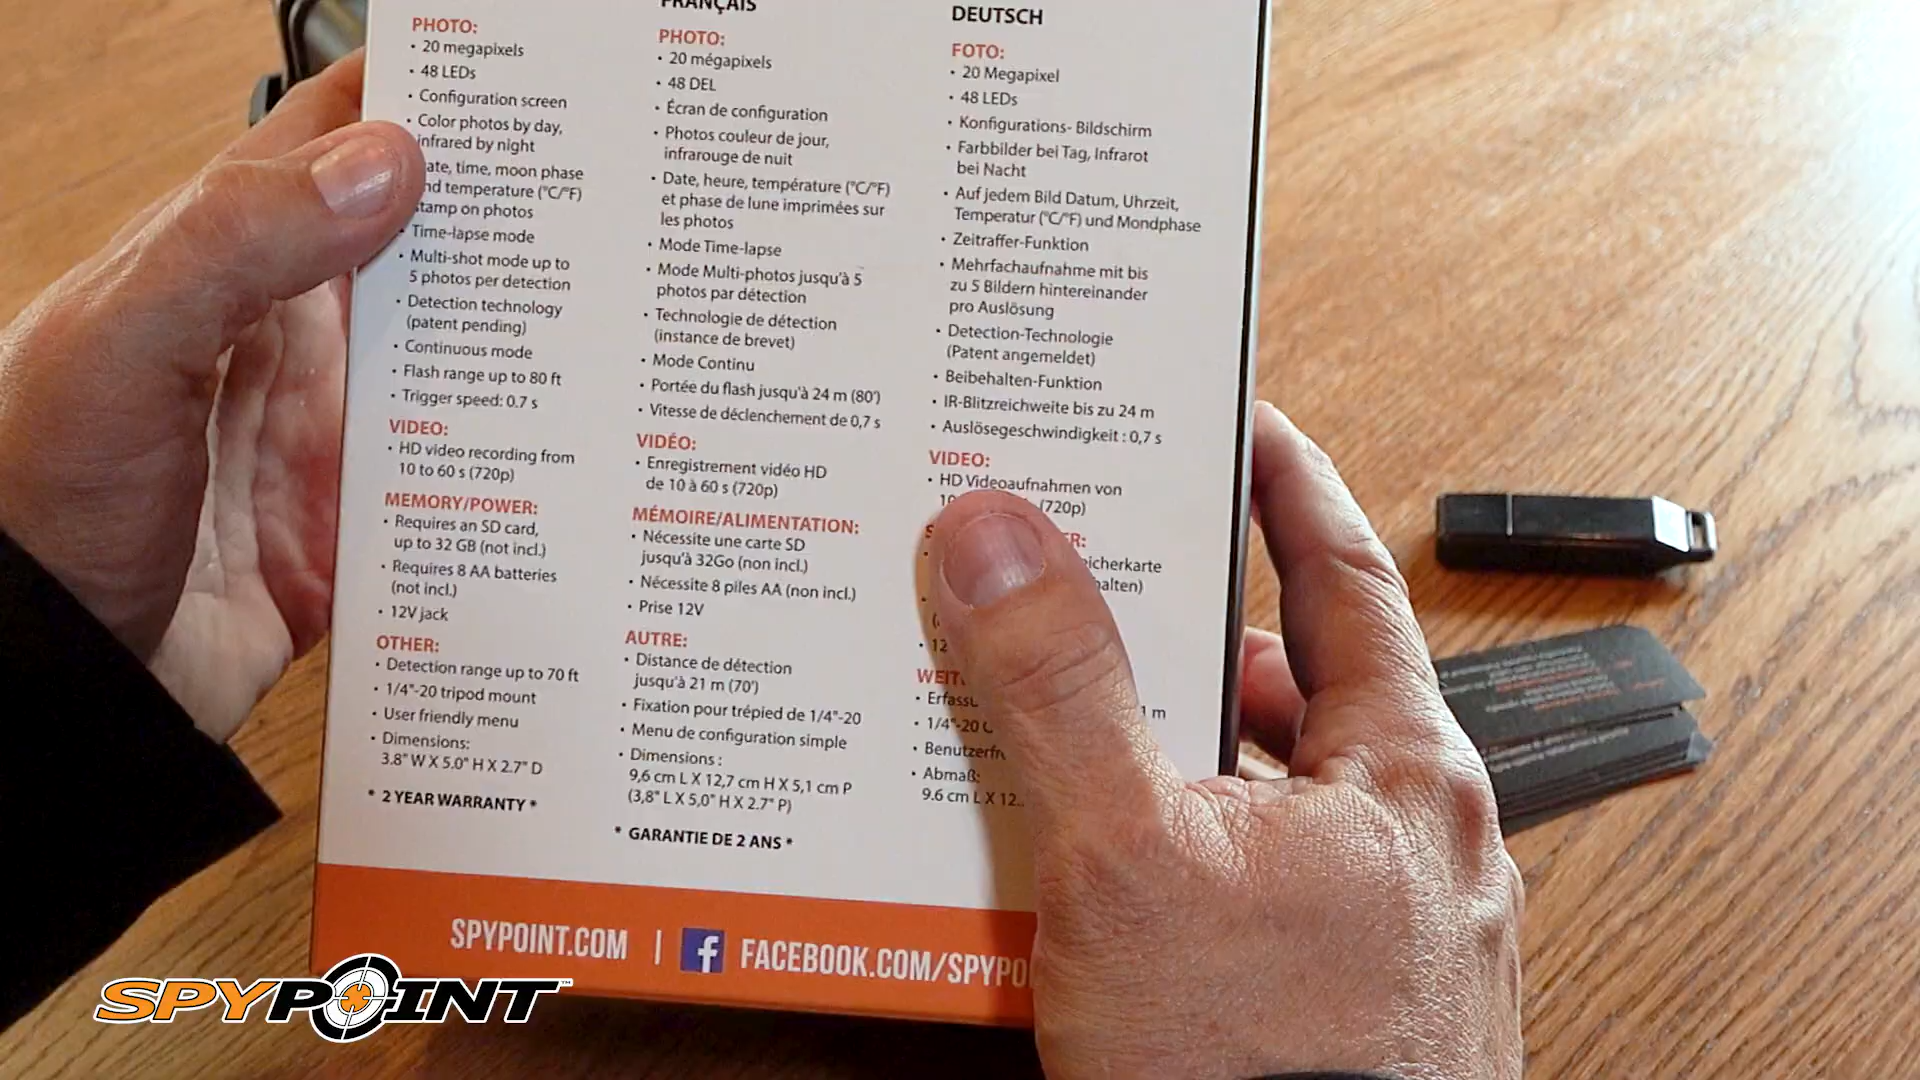 PHOTO:
• 20 megapixels
• 48 LEDs
• Configuration screen
• Color photos by day,
infrared by night
time, moon phase
temperature (°C/°F)
on photos
Time-lapse mode
• Multi-shot mode up to
5 photos per detection
• Detection technology
(patent pending)
• Continuous mode
• Flash range up to 80 ft
• Trigger speed: 0.7 s
VIDEO:
• HD video recording from
10 to 60 s (720p)
MEMORY/POWER:
• Requires an SD card,
up to 32 GB (not incl.)
• Requires 8 AA batteries
(not incl.)
• 12V jack
OTHER:
• Detection range up to 70 ft
• 1/4"-20 tripod mount
• User friendly menu
• Dimensions:
3.8" W X 5.0" H X 2.7" D
* 2 YEAR WARRANTY *
FRANÇAIS
PHOTO:
• 20 mégapixels
• 48 DEL
• Écran de configuration
• Photos couleur de jour,
infrarouge de nuit
• Date, heure, température (°C/°F)
et phase de lune imprimées sur
les photos
• Mode Time-lapse
• Mode Multi-photos jusqu'à 5
photos par détection
• Technologie de détection
(instance de brevet)
• Mode Continu
• Portée du flash jusqu'à 24 m (80')
• Vitesse de déclenchement de 0,7 s
VIDÉO:
• Enregistrement vidéo HD
de 10 à 60 s (720p)
MÉMOIRE/ALIMENTATION:
• Nécessite une carte SD
jusqu'à 32Go (non incl.)
• Nécessite 8 piles AA (non incl.)
• Prise 12V
AUTRE:
• Distance de détection
jusqu'à 21 m (70')
• Fixation pour trépied de 1/4"-20
• Menu de configuration simple
• Dimensions :
9,6 cm L X 12,7 cm H X 5,1 cm P
(3,8" L X 5,0" H X 2.7" P)
* GARANTIE DE 2 ANS *
DEUTSCH
FOTO:
• 20 Megapixel
• 48 LEDs
• Konfigurations- Bildschirm
• Farbbilder bei Tag, Infrarot
bei Nacht
• Auf jedem Bild Datum, Uhrzeit,
Temperatur (°C/°F) und Mondphase
• Zeitraffer-Funktion
• Mehrfachaufnahme mit bis
zu 5 Bildern hintereinander
pro Auslösung
• Detection-Technologie
(Patent angemeldet)
• Beibehalten-Funktion
• IR-Blitzreichweite bis zu 24 m
• Auslösegeschwindigkeit : 0,7 s
VIDEO:
• HD Videoaufnahmen von
10 (720p)
• 12
• 1/4"-20
• Abmaß:
9.6 cm L X 12..
SPYPOINT.COM | f FACEBOOK.COM/SPYPO
SPYPOINT™